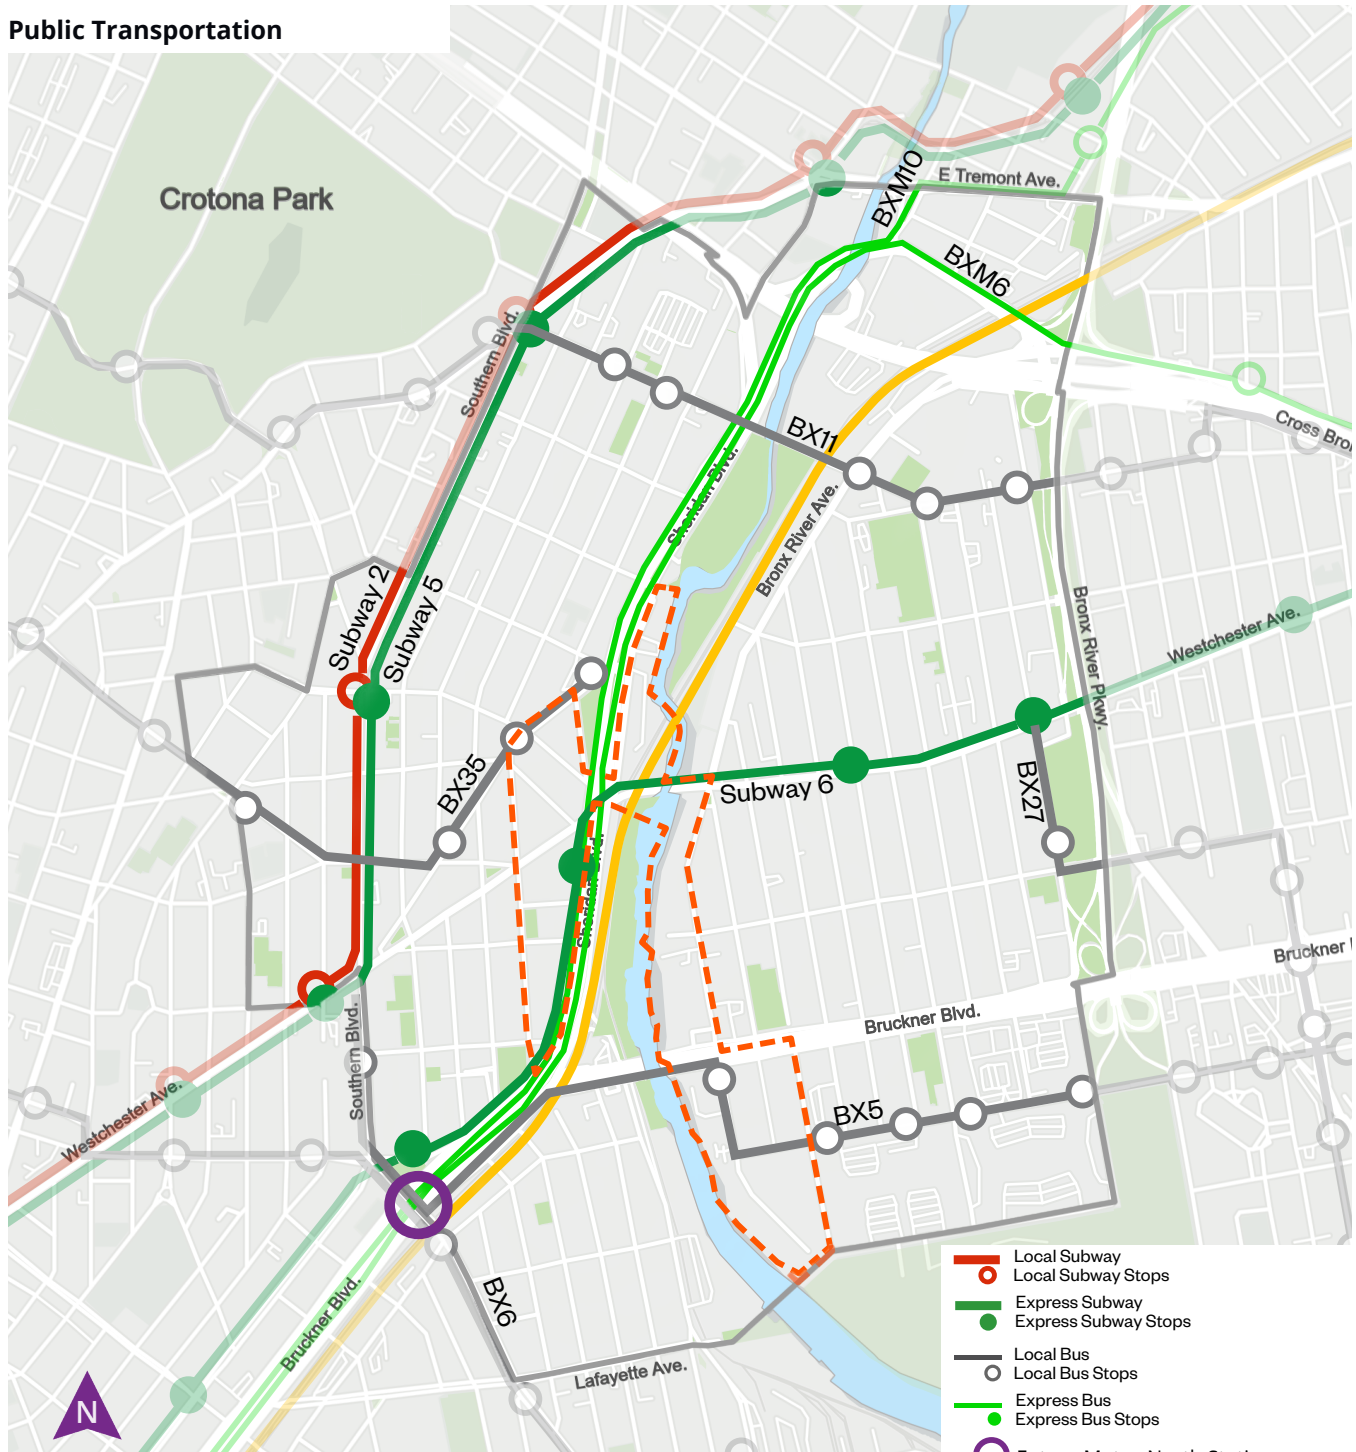 Public Transportation
Crotona Park
E Tremont Ave.
BXM10
BXM6
Southern Blvd.
BX11
Cross Bro
Sheridan Blvd.
Bronx River Ave.
Subway 2
Subway 5
Bronx River Pkwy.
Westchester Ave.
BX35
Subway 6
BX27
Sheridan Blvd.
Bruckner
Bruckner Blvd.
Southern Blvd.
Westchester Ave.
BX5
BX6
Bruckner Blvd.
Lafayette Ave.
N
Local Subway
Local Subway Stops
Express Subway
Express Subway Stops
Local Bus
Local Bus Stops
Express Bus
Express Bus Stops